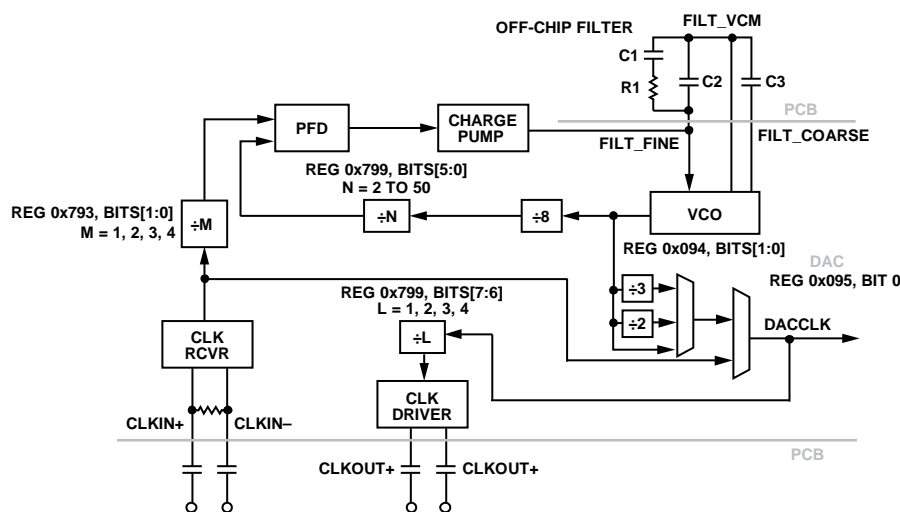 OFF-CHIP FILTER
FILT_VCM
C1
R1
C2
C3
PCB
PFD
CHARGE
PUMP
FILT_FINE
FILT_COARSE
REG 0x799, BITS[5:0]
N = 2 TO 50
REG 0x793, BITS[1:0]
M = 1, 2, 3, 4
÷M
÷N
÷8
VCO
REG 0x094, BITS[1:0]
DAC
REG 0x095, BIT 0
REG 0x799, BITS[7:6]
L = 1, 2, 3, 4
÷3
÷2
DACCLK
÷L
CLK
RCVR
CLK
DRIVER
CLKIN+
CLKIN–
PCB
CLKOUT+
CLKOUT+